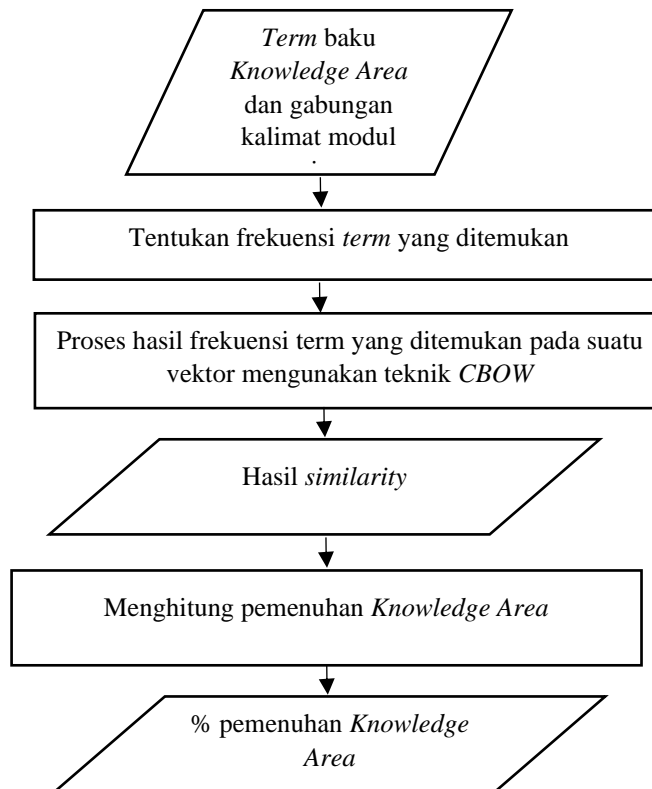 Term baku
Knowledge Area
dan gabungan
kalimat modul
.
Tentukan frekuensi term yang ditemukan
Proses hasil frekuensi term yang ditemukan pada suatu
vektor mengunakan teknik CBOW
Hasil similarity
Menghitung pemenuhan Knowledge Area
% pemenuhan Knowledge
Area